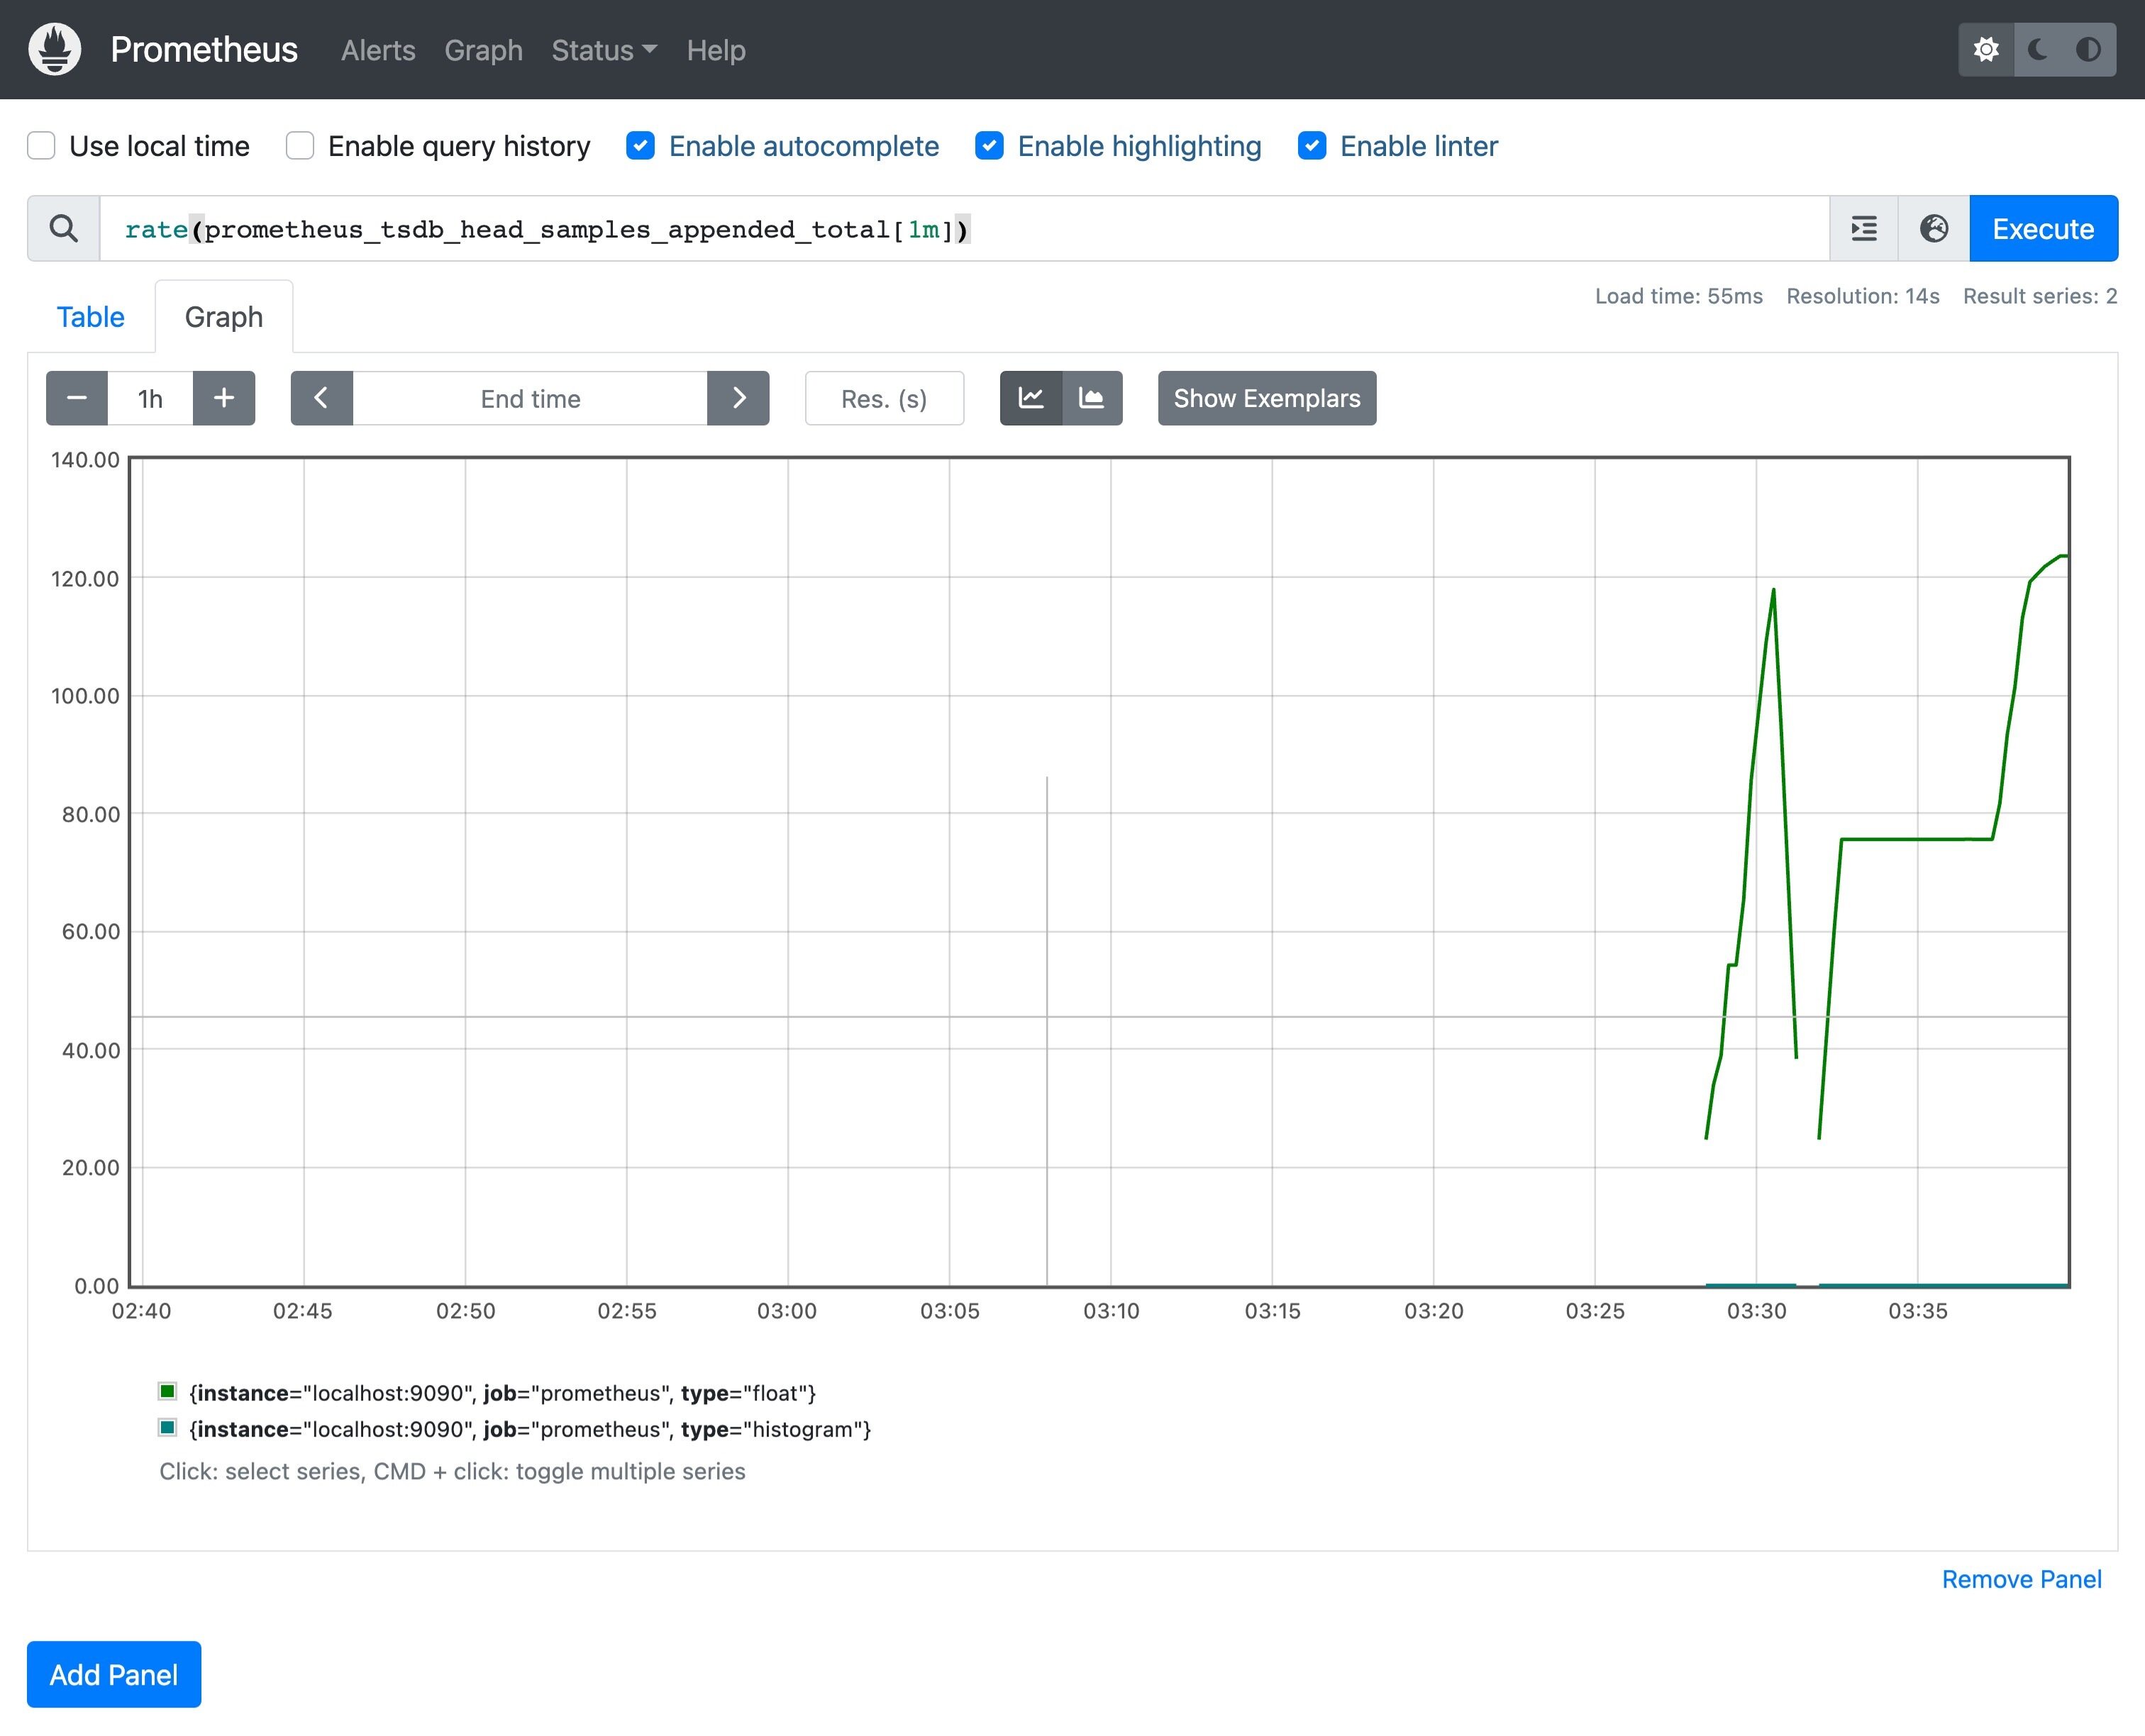 Prometheus Alerts Graph Status Help
Use local time Enable query history Enable autocomplete Enable highlighting Enable linter
rate(prometheus_tsdb_head_samples_appended_total[1m]) Execute
Table Graph Load time: 55ms Resolution: 14s Result series: 2
1h End time Res. (s) Show Exemplars
140.00
120.00
100.00
80.00
60.00
40.00
20.00
0.00
02:40 02:45 02:50 02:55 03:00 03:05 03:10 03:15 03:20 03:25 03:30 03:35
{instance="localhost:9090", job="prometheus", type="float"}
{instance="localhost:9090", job="prometheus", type="histogram"}
Click: select series, CMD + click: toggle multiple series
Remove Panel
Add Panel